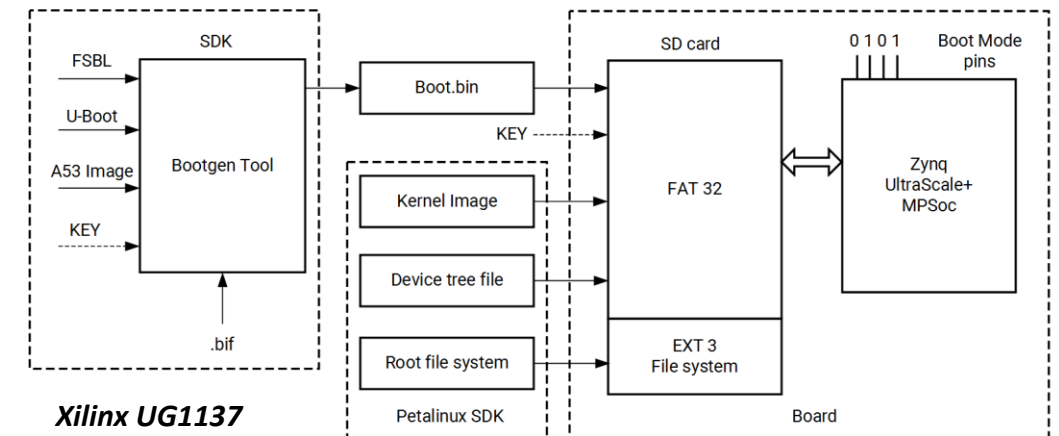 SDK
FSBL
U-Boot
A53 Image
KEY
Bootgen Tool
.bif
Boot.bin
KEY
Kernel Image
Device tree file
Root file system
Petalinux SDK
SD card
FAT 32
EXT 3
File system
0 1 0 1
Boot Mode
pins
Zynq
UltraScale+
MPSoc
Board
Xilinx UG1137